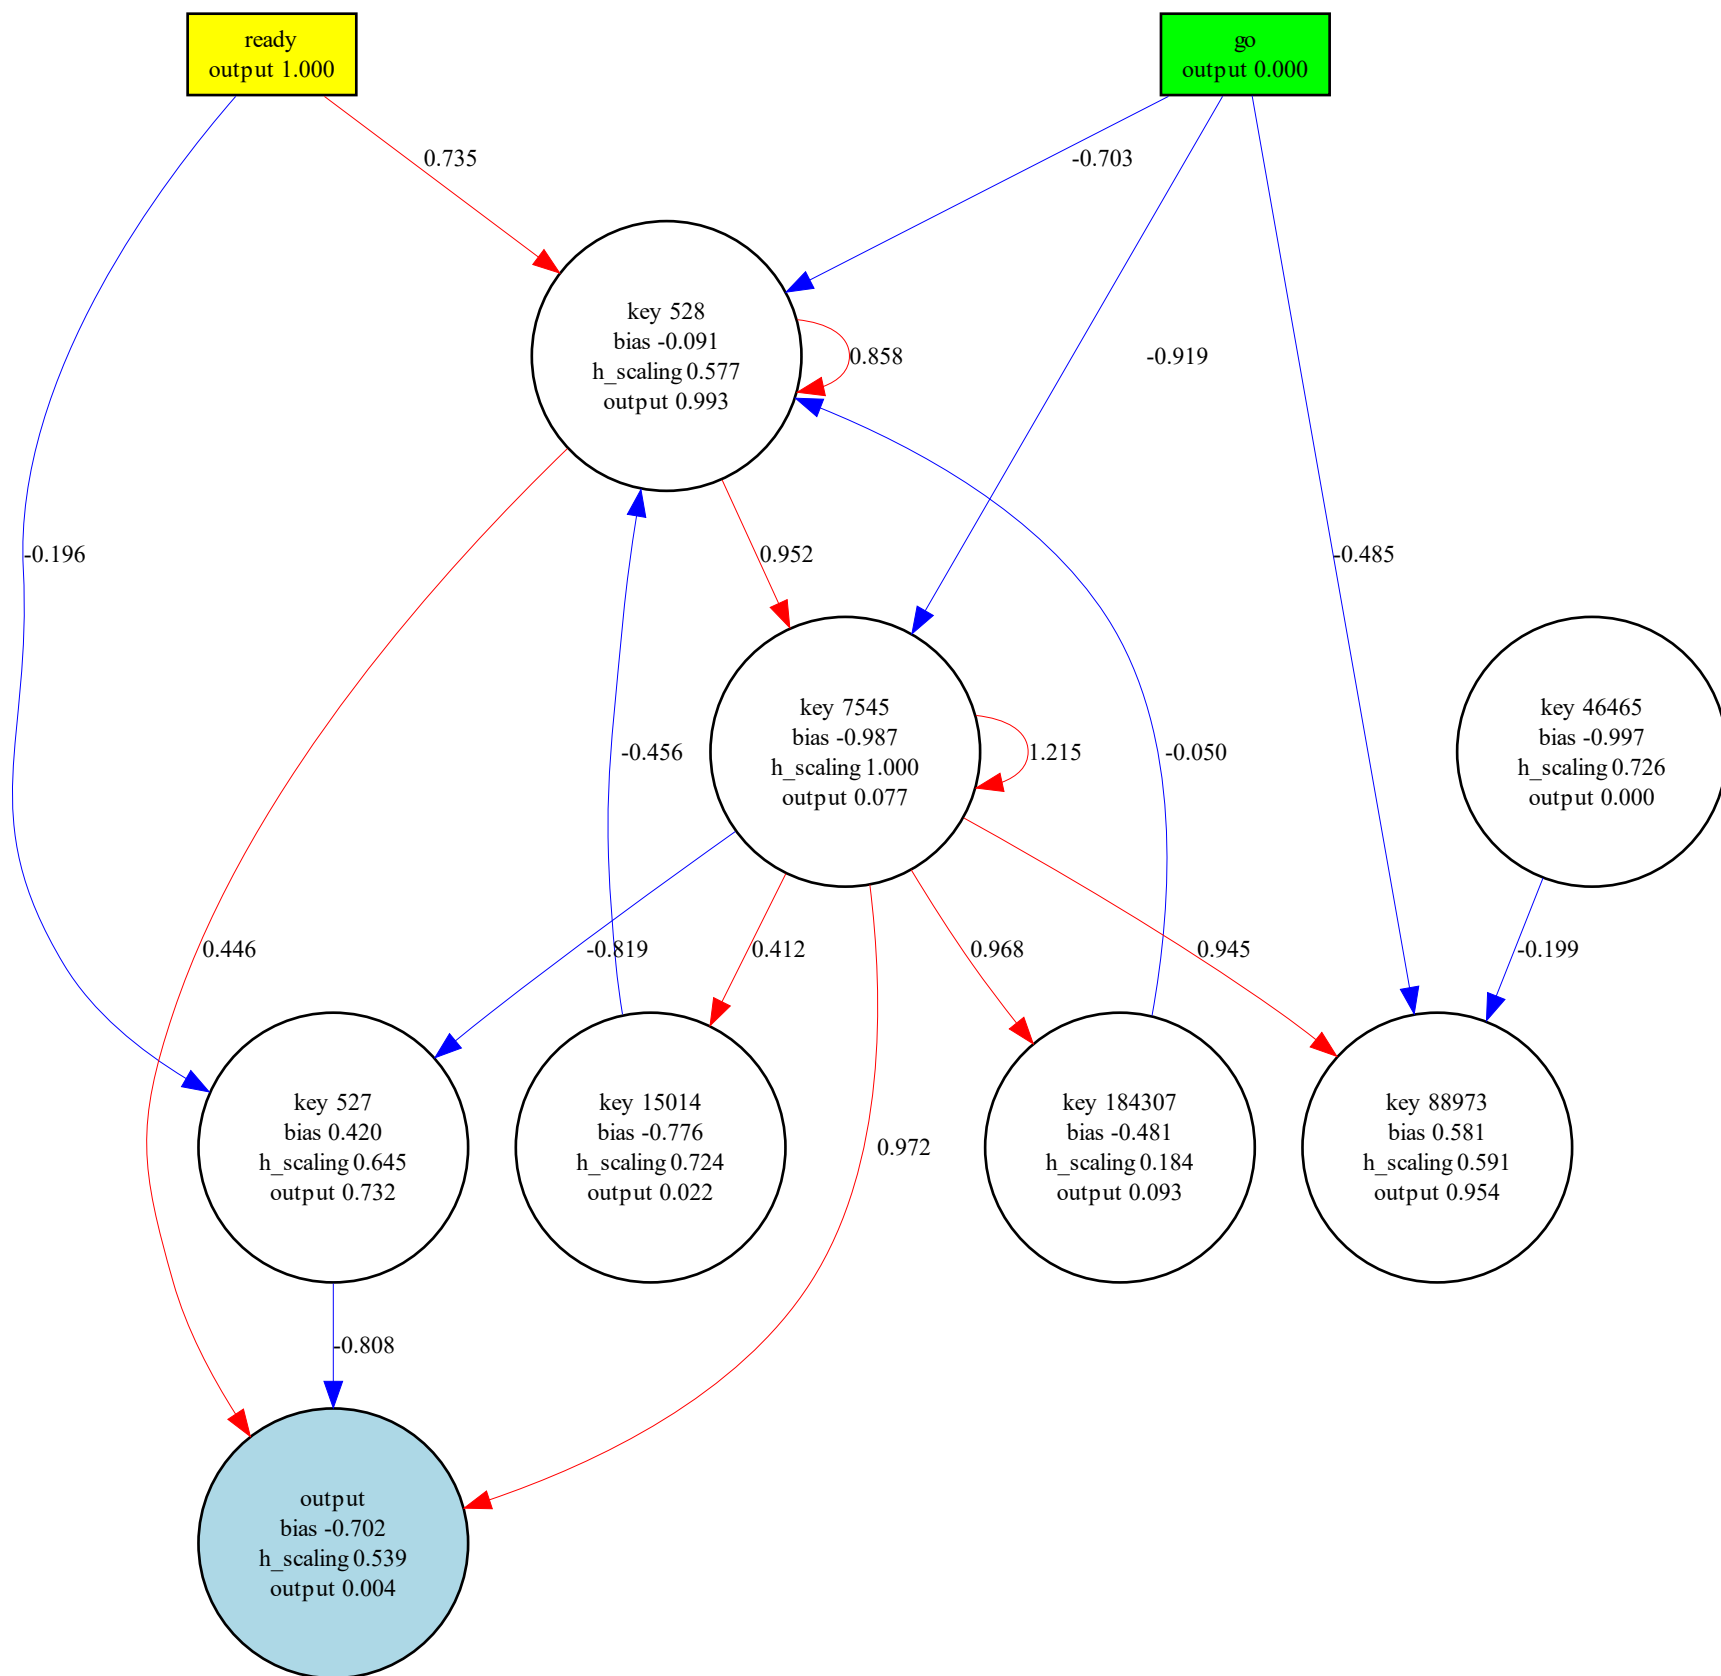 ready
output 1.000
go
output 0.000
0.735
-0.703
key 528
bias -0.091
h_scaling 0.577
output 0.993
0.858
-0.919
-0.196
0.952
-0.485
key 7545
bias -0.987
h_scaling 1.000
output 0.077
1.215
-0.456
-0.050
key 46465
bias -0.997
h_scaling 0.726
output 0.000
0.446
-0.819
0.412
0.968
0.945
-0.199
key 527
bias 0.420
h_scaling 0.645
output 0.732
key 15014
bias -0.776
h_scaling 0.724
output 0.022
0.972
key 184307
bias -0.481
h_scaling 0.184
output 0.093
key 88973
bias 0.581
h_scaling 0.591
output 0.954
-0.808
output
bias -0.702
h_scaling 0.539
output 0.004